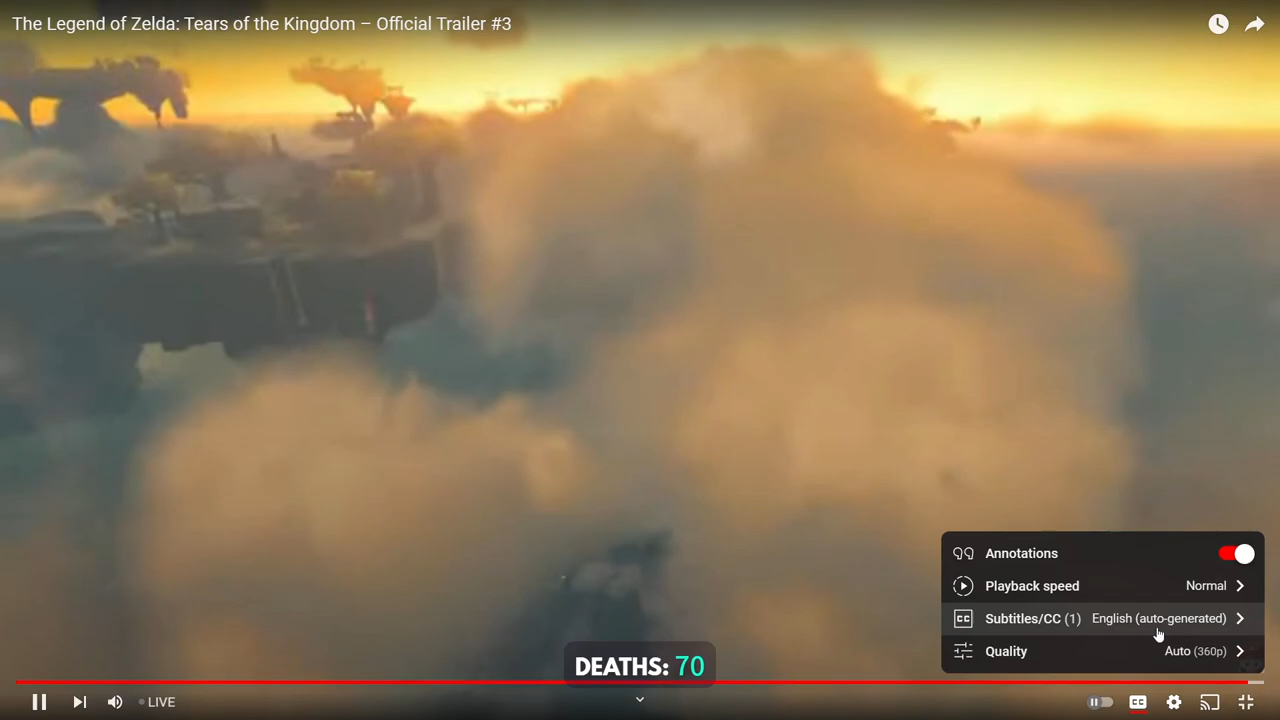 The Legend of Zelda: Tears of the Kingdom – Official Trailer #3
Annotations
Playback speed Normal
Subtitles/CC (1) English (auto-generated)
Quality Auto (360p)
DEATHS: 70
LIVE
CC